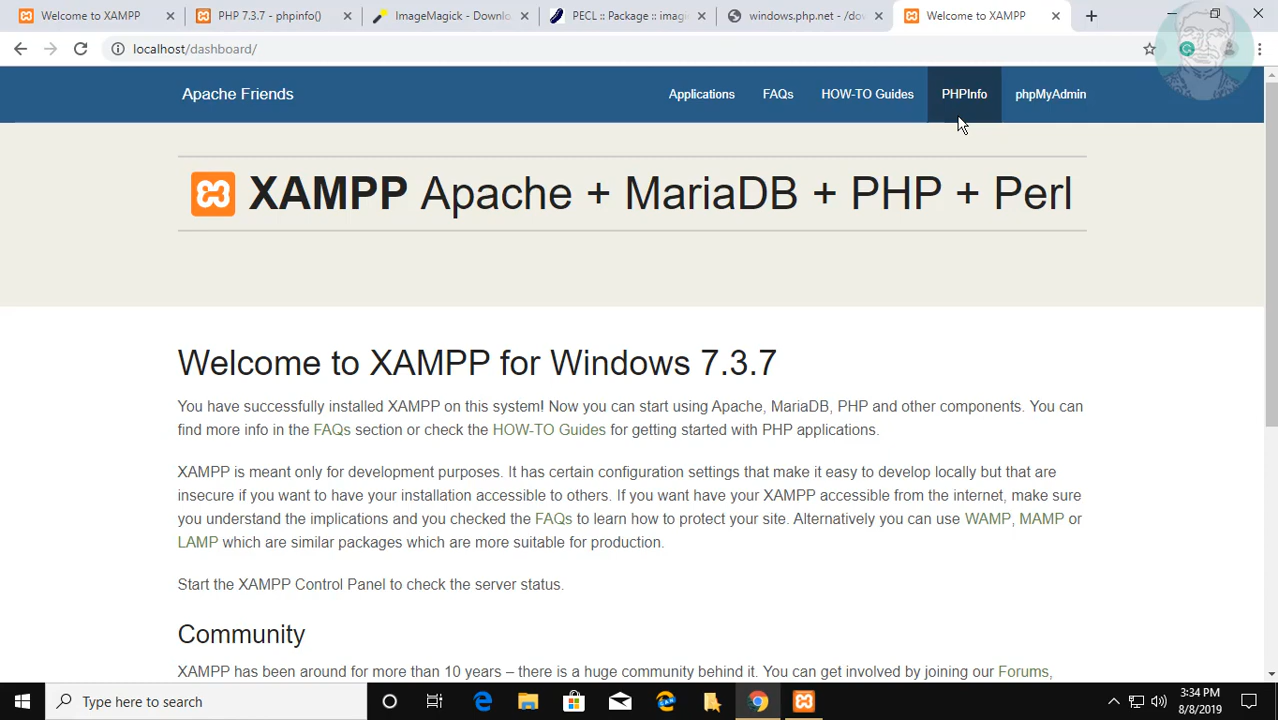 Welcome to XAMPP
PHP 7.3.7 - phpinfo()
ImageMagick - Downlo
PECL :: Package :: imag
windows.php.net - /do
Welcome to XAMPP
localhost/dashboard/
Apache Friends
Applications
FAQs
HOW-TO Guides
PHPInfo
phpMyAdmin
XAMPP Apache + MariaDB + PHP + Perl
Welcome to XAMPP for Windows 7.3.7
You have successfully installed XAMPP on this system! Now you can start using Apache, MariaDB, PHP and other components. You can
find more info in the FAQs section or check the HOW-TO Guides for getting started with PHP applications.
XAMPP is meant only for development purposes. It has certain configuration settings that make it easy to develop locally but that are
insecure if you want to have your installation accessible to others. If you want have your XAMPP accessible from the internet, make sure
you understand the implications and you checked the FAQs to learn how to protect your site. Alternatively you can use WAMP, MAMP or
LAMP which are similar packages which are more suitable for production.
Start the XAMPP Control Panel to check the server status.
Community
XAMPP has been around for more than 10 years – there is a huge community behind it. You can get involved by joining our Forums,
Type here to search
3:34 PM
8/8/2019